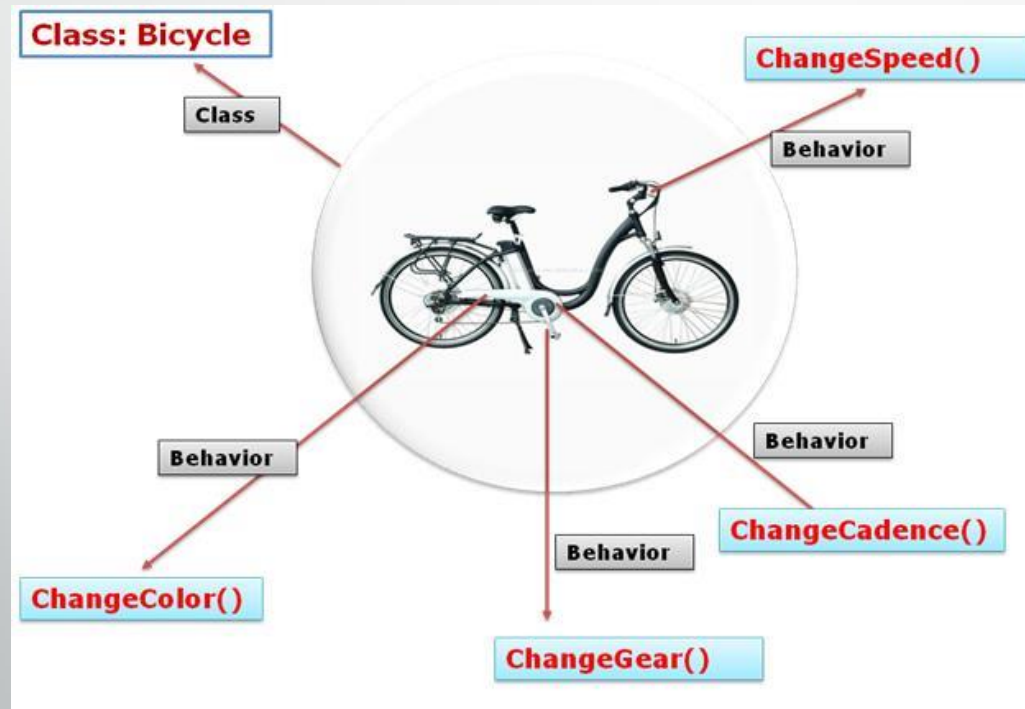 Class: Bicycle
ChangeSpeed()
Class
Behavior
Behavior
Behavior
Behavior
ChangeCadence()
ChangeColor()
ChangeGear()